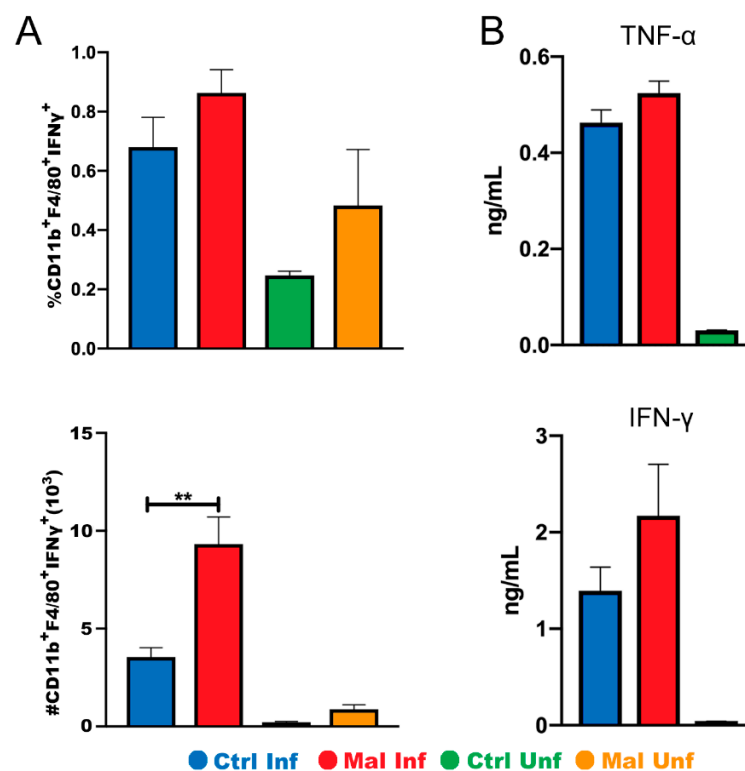 A
B
%CD11b⁺F4/80⁺IFNγ⁺
1.0
0.8
0.6
0.4
0.2
0.0
TNF-α
ng/mL
0.6
0.4
0.2
0.0
#CD11b⁺F4/80⁺IFNγ⁺(10³)
15
10
5
0
**
IFN-γ
ng/mL
3
2
1
0
Ctrl Inf Mal Inf Ctrl Unf Mal Unf